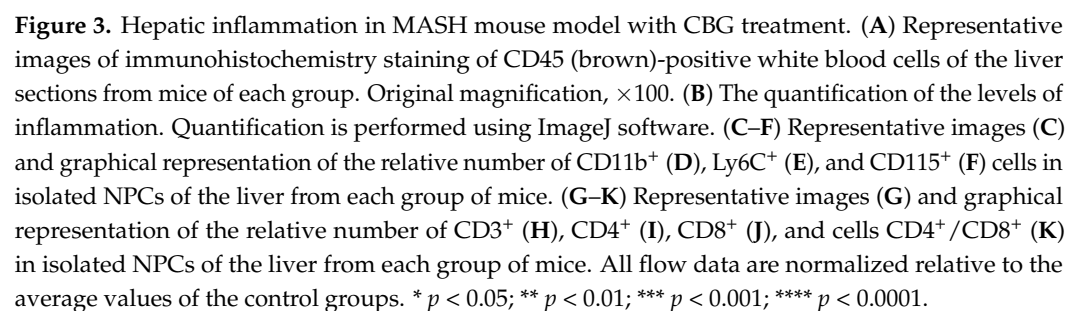 Figure 3. Hepatic inflammation in MASH mouse model with CBG treatment. (A) Representative
images of immunohistochemistry staining of CD45 (brown)-positive white blood cells of the liver
sections from mice of each group. Original magnification, ×100. (B) The quantification of the levels of
inflammation. Quantification is performed using ImageJ software. (C–F) Representative images (C)
and graphical representation of the relative number of CD11b⁺ (D), Ly6C⁺ (E), and CD115⁺ (F) cells in
isolated NPCs of the liver from each group of mice. (G–K) Representative images (G) and graphical
representation of the relative number of CD3⁺ (H), CD4⁺ (I), CD8⁺ (J), and cells CD4⁺/CD8⁺ (K)
in isolated NPCs of the liver from each group of mice. All flow data are normalized relative to the
average values of the control groups. * p < 0.05; ** p < 0.01; *** p < 0.001; **** p < 0.0001.